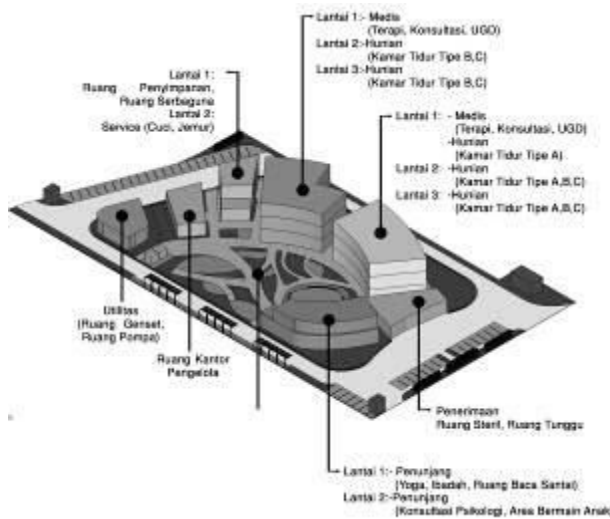 Lantai 1:- Medis
(Terapi, Konsultasi, UGD)
Lantai 2:-Hunian
(Kamar Tidur Tipe B,C)
Lantai 3:-Hunian
(Kamar Tidur Tipe B,C)
Lantai 1:
Ruang Penyimpanan,
Ruang Serbaguna
Lantai 2:
Service (Cuci, Jemur)
Lantai 1: - Medis
(Terapi, Konsultasi, UGD)
-Hunian
(Kamar Tidur Tipe A)
Lantai 2: -Hunian
(Kamar Tidur Tipe A,B,C)
Lantai 3: -Hunian
(Kamar Tidur Tipe A,B,C)
Utilitas
(Ruang Genset,
Ruang Pompa)
Ruang Kantor
Pengelola
Penerimaan
Ruang Steril, Ruang Tunggu
Lantai 1:- Penunjang
(Yoga, Ibadah, Ruang Baca Santai)
Lantai 2:-Penunjang
(Konsultasi Psikologi, Area Bermain Anak